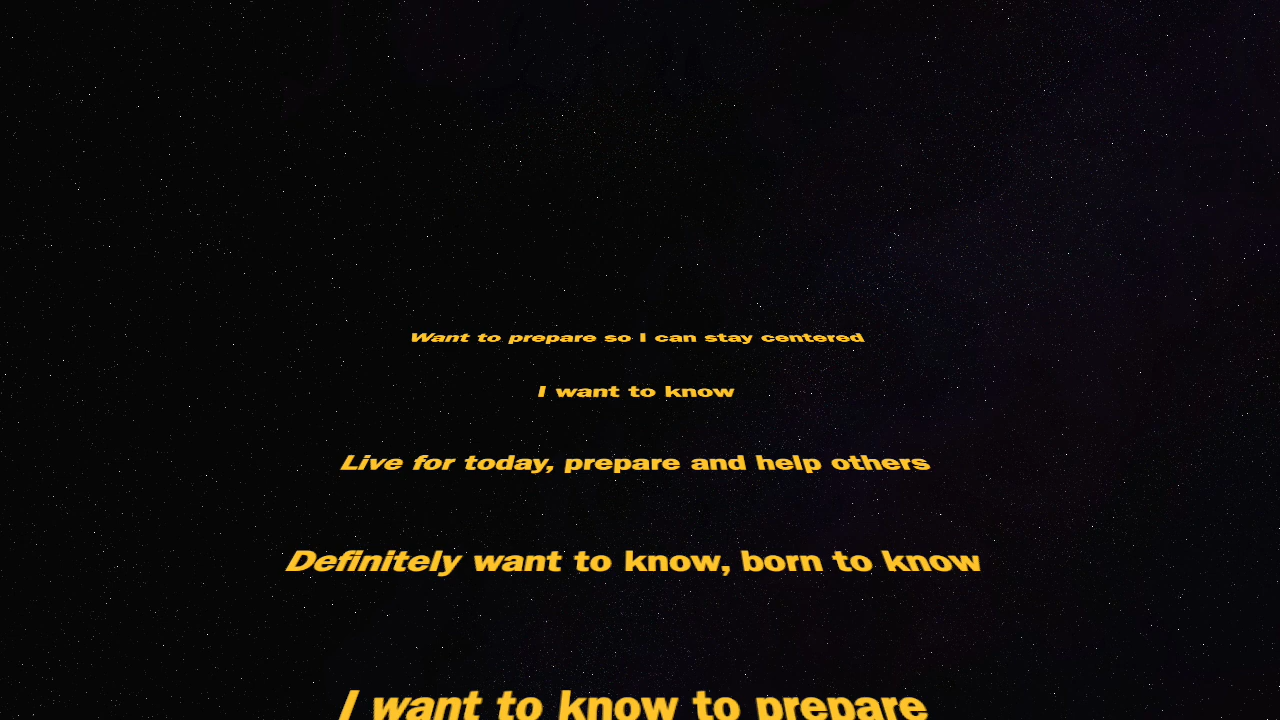 Want to prepare so I can stay centered
I want to know
Live for today, prepare and help others
Definitely want to know, born to know
I want to know to prepare